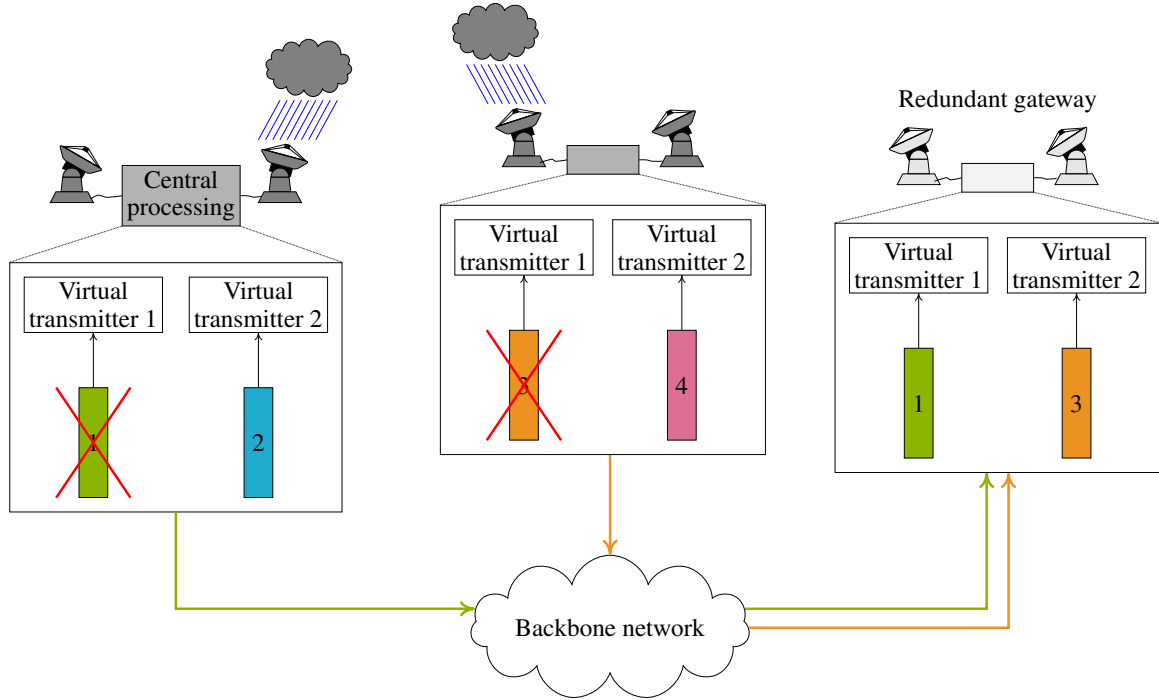 Redundant gateway
Central
processing
Virtual
transmitter 1
Virtual
transmitter 2
1
2
Virtual
transmitter 1
Virtual
transmitter 2
3
4
Virtual
transmitter 1
Virtual
transmitter 2
1
3
Backbone network